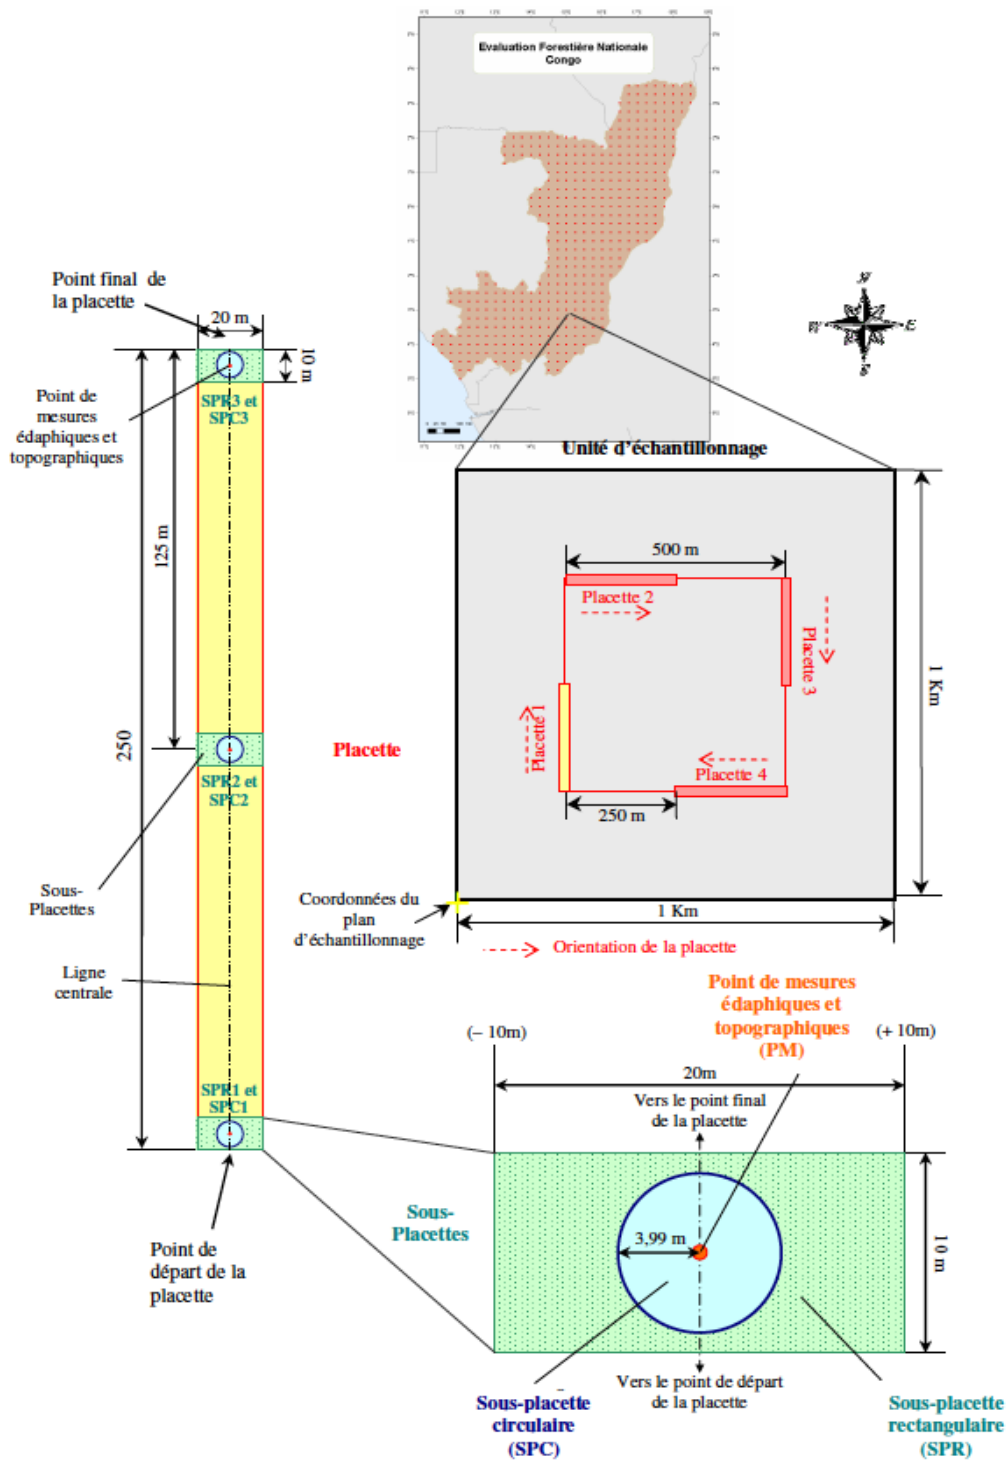 Evaluation Forestière Nationale
Congo
Point final de
la placette
20 m
10 m
Point de
mesures
édaphiques et
topographiques
SPR3 et
SPC3
125 m
250
SPR2 et
SPC2
Sous-
Placettes
Ligne
centrale
SPR1 et
SPC1
Point de
départ de la
placette
N
W
E
S
Unité d'échantillonnage
500 m
Placette 2
Placette 3
Placette 1
Placette 4
250 m
1 Km
1 Km
Placette
Coordonnées du
plan
d'échantillonnage
Orientation de la placette
Point de mesures
édaphiques et
topographiques
(PM)
(– 10m)
(+ 10m)
20m
Vers le point final
de la placette
Sous-
Placettes
3,99 m
10 m
Vers le point de départ
de la placette
Sous-placette
circulaire
(SPC)
Sous-placette
rectangulaire
(SPR)